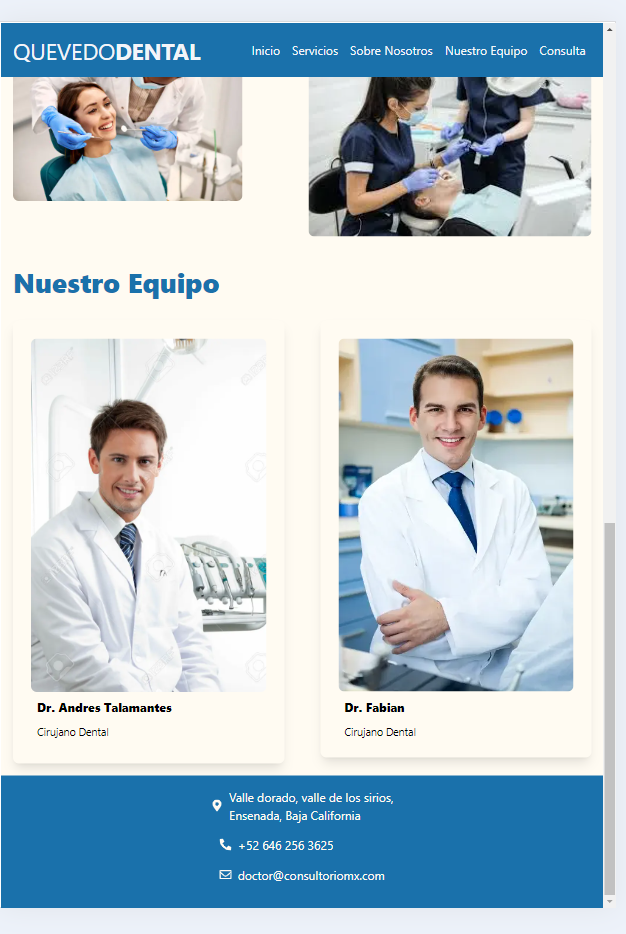 QUEVEDODENTAL
Inicio Servicios Sobre Nosotros Nuestro Equipo Consulta
Nuestro Equipo
Dr. Andres Talamantes
Cirujano Dental
Dr. Fabian
Cirujano Dental
Valle dorado, valle de los sirios,
Ensenada, Baja California
+52 646 256 3625
doctor@consultoriomx.com